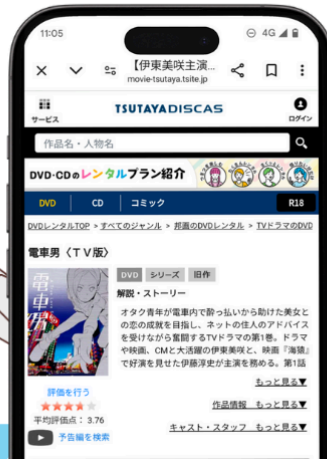 11:05
4G
【伊東美咲主演...
movie-tsutaya.tsite.jp
サービス
TSUTAYADISCAS
ログイン
作品名・人物名
DVD・CDのレンタルプラン紹介
DVD
CD
コミック
R18
DVDレンタルTOP > すべてのジャンル > 邦画のDVDレンタル > TVドラマのDVD
電車男〈TV版〉
電車男
DVD シリーズ 旧作
解説・ストーリー
オタク青年が電車内で酔っ払いから助けた美女と
の恋の成就を目指し、ネットの住人のアドバイス
を受けながら奮闘するTVドラマの第1巻。ドラマ
や映画、CMと大活躍の伊東美咲と、映画『海猿』
で好演を見せた伊藤淳史が主演を務める。第1話
もっと見る▼
評価を行う
作品情報 もっと見る▼
平均評価点: 3.76
キャスト・スタッフ もっと見る▼
予告編を検索